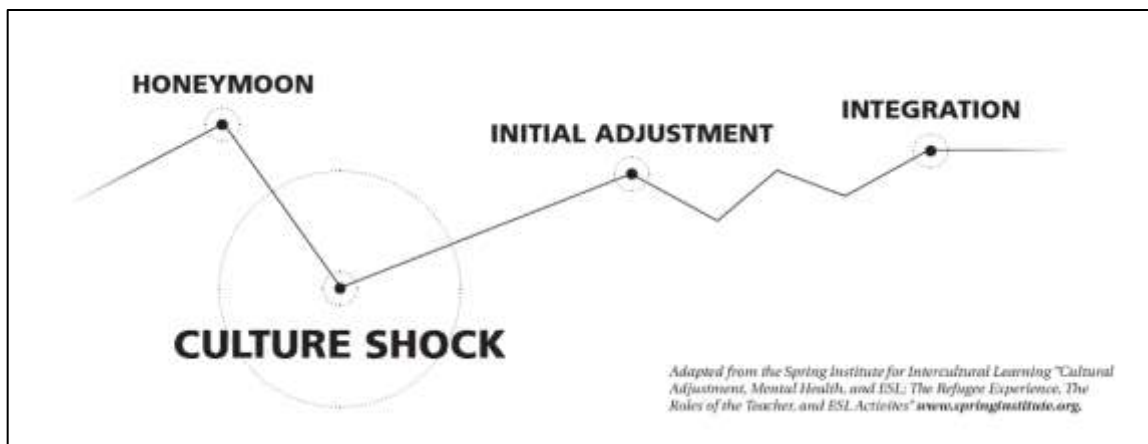 HONEYMOON
INTEGRATION
INITIAL ADJUSTMENT
CULTURE SHOCK
Adapted from the Spring Institute for Intercultural Learning "Cultural
Adjustment, Mental Health, and ESL; The Refugee Experience, The
Roles of the Teacher, and ESL Activites" www.springinstitute.org.